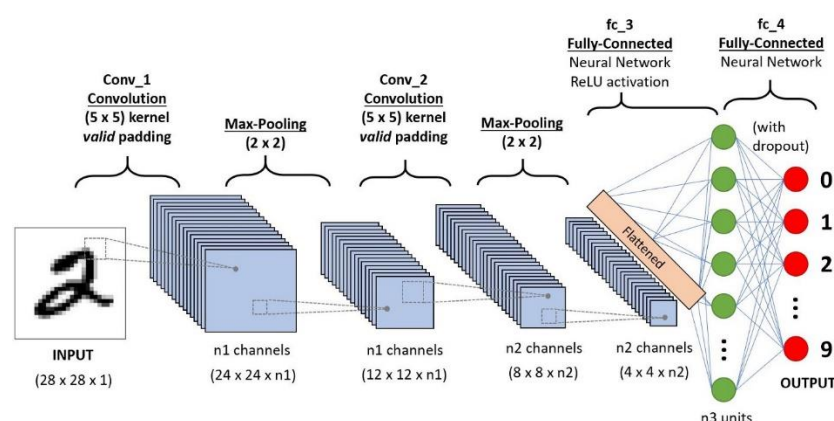 fc_3
Fully-Connected
Neural Network
ReLU activation
fc_4
Fully-Connected
Neural Network
Conv_1
Convolution
(5 x 5) kernel
valid padding
Max-Pooling
(2 x 2)
Conv_2
Convolution
(5 x 5) kernel
valid padding
Max-Pooling
(2 x 2)
(with
dropout)
Flattened
0
1
2
9
OUTPUT
INPUT
(28 x 28 x 1)
n1 channels
(24 x 24 x n1)
n1 channels
(12 x 12 x n1)
n2 channels
(8 x 8 x n2)
n2 channels
(4 x 4 x n2)
n3 units
2